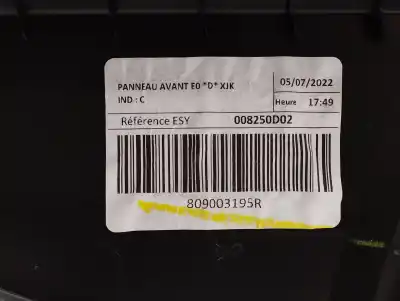 PANNEAU AVANT E0 "D" XJK
IND : C
05/07/2022
Heure 17:49
Référence ESY 008250D02
809003195R